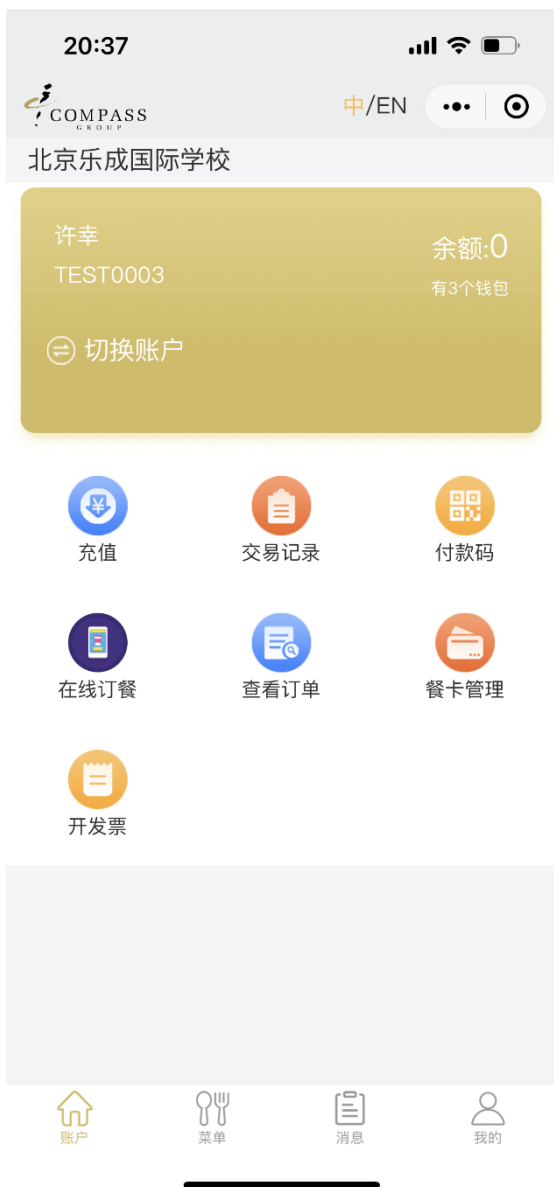 20:37
COMPASS
GROUP
中/EN
北京乐成国际学校
许幸
余额:0
TEST0003
有3个钱包
切换账户
充值
交易记录
付款码
在线订餐
查看订单
餐卡管理
开发票
账户
菜单
消息
我的